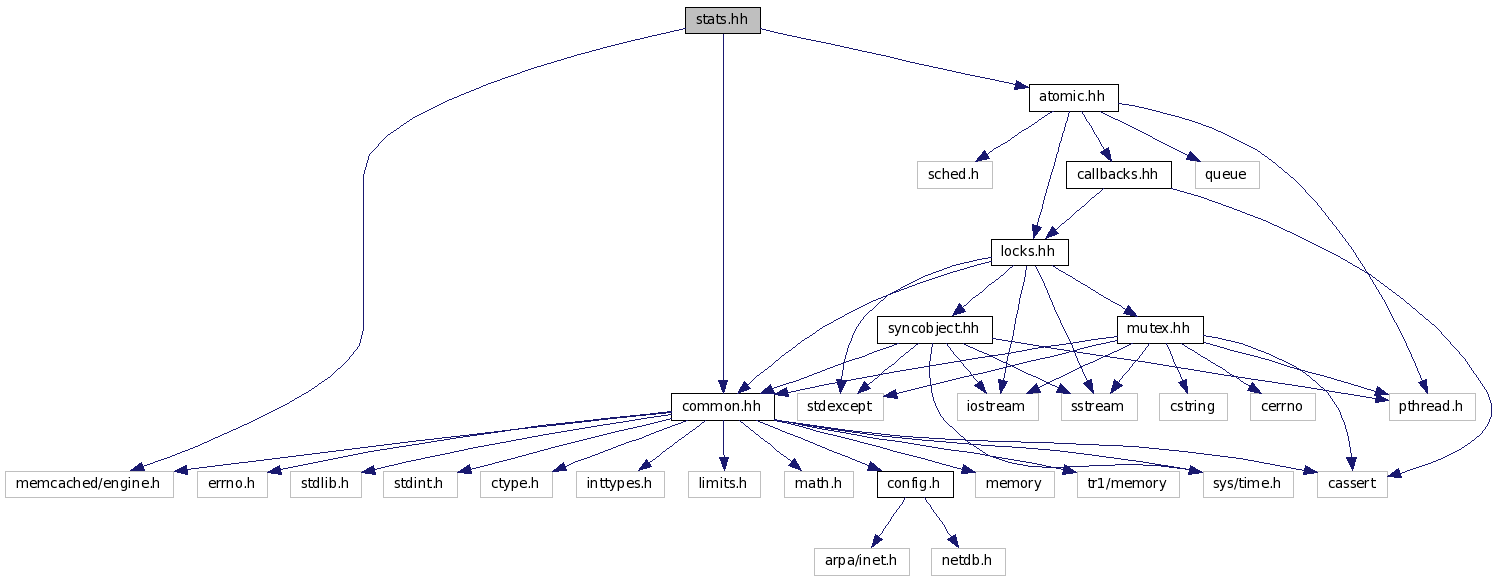 stats.hh
atomic.hh
sched.h
callbacks.hh
queue
locks.hh
syncobject.hh
mutex.hh
common.hh
stdexcept
iostream
sstream
cstring
cerrno
pthread.h
memcached/engine.h
errno.h
stdlib.h
stdint.h
ctype.h
inttypes.h
limits.h
math.h
config.h
memory
tr1/memory
sys/time.h
cassert
arpa/inet.h
netdb.h